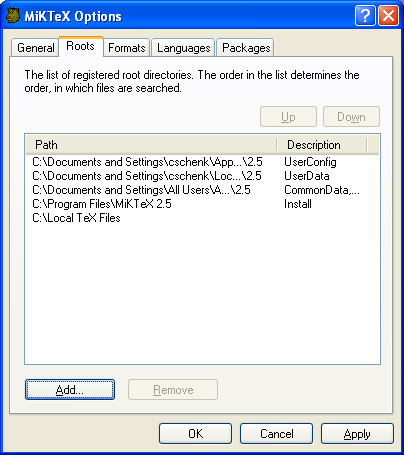 MiKTeX Options
General Roots Formats Languages Packages
The list of registered root directories. The order in the list determines the
order, in which files are searched.
Up Down
Path Description
C:\Documents and Settings\cschenk\App...\2.5 UserConfig
C:\Documents and Settings\cschenk\Loc...\2.5 UserData
C:\Documents and Settings\All Users\A...\2.5 CommonData,...
C:\Program Files\MiKTeX 2.5 Install
C:\Local TeX Files
Add... Remove
OK Cancel Apply